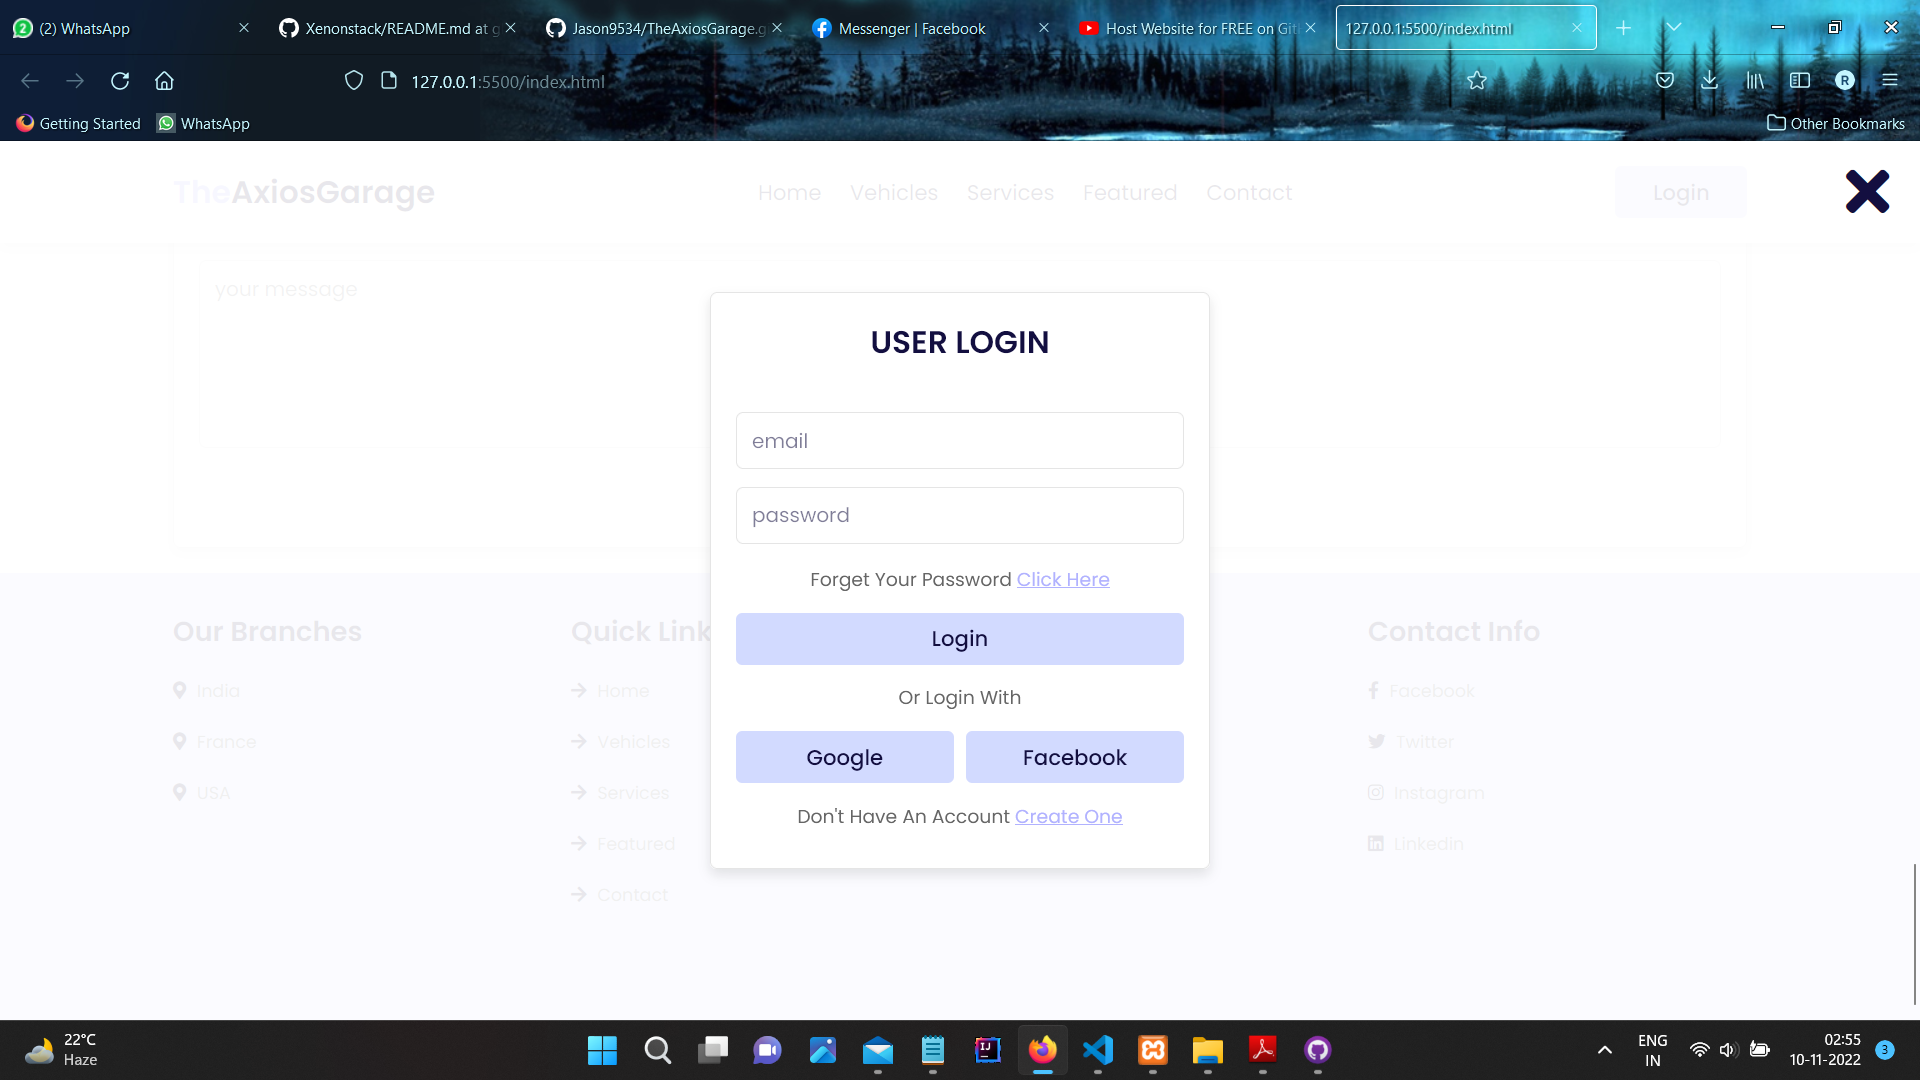 2 (2) WhatsApp
Xenonstack/README.md at g
Jason9534/TheAxiosGarage.g
Messenger | Facebook
Host Website for FREE on Git
127.0.0.1:5500/index.html
127.0.0.1:5500/index.html
R
Getting Started
WhatsApp
Other Bookmarks
TheAxiosGarage
Home
Vehicles
Services
Featured
Contact
Login
your message
USER LOGIN
email
password
Forget Your Password Click Here
Login
Or Login With
Google
Facebook
Don't Have An Account Create One
Our Branches
India
France
USA
Quick Link
Home
Vehicles
Services
Featured
Contact
Contact Info
Facebook
Twitter
Instagram
Linkedin
22°C
Haze
IJ
ENG
IN
02:55
10-11-2022
3